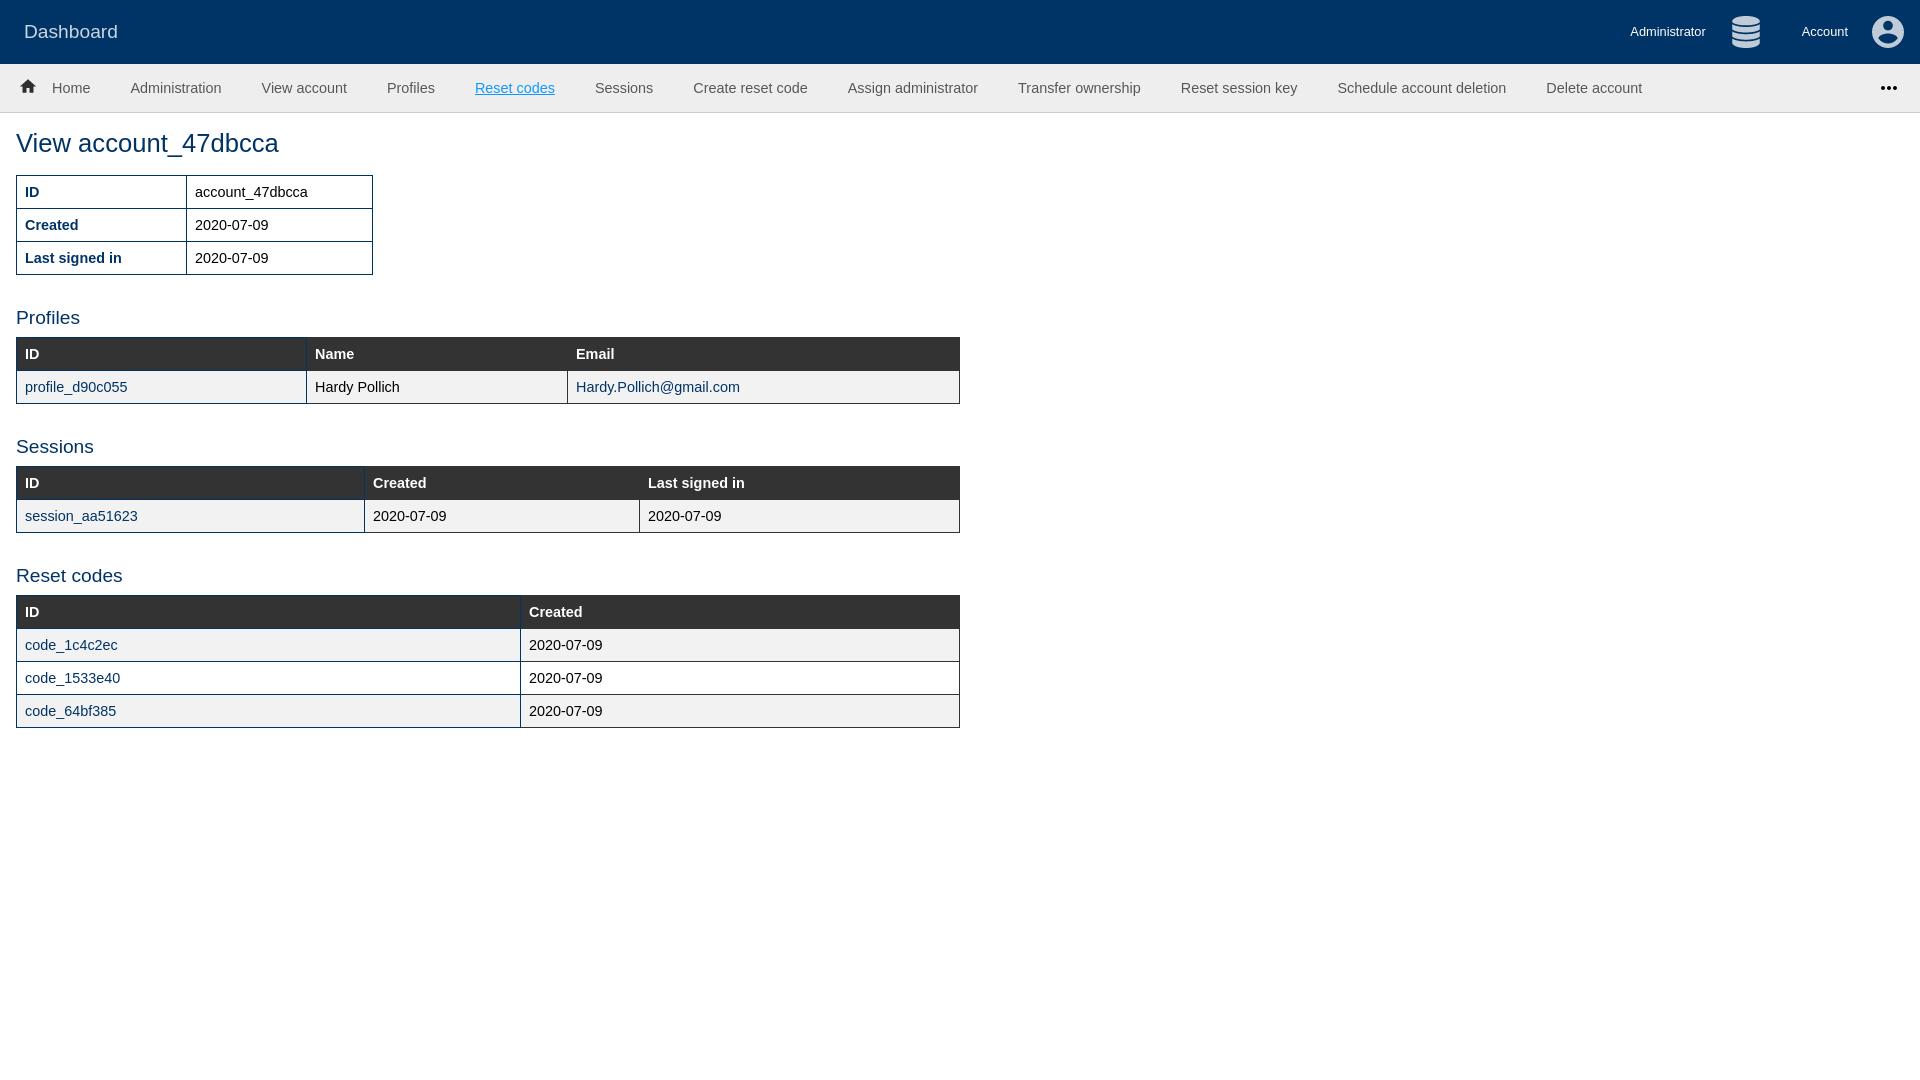 Dashboard
Administrator
Account
Home Administration View account Profiles Reset codes Sessions Create reset code Assign administrator Transfer ownership Reset session key Schedule account deletion Delete account
View account_47dbcca
ID account_47dbcca
Created 2020-07-09
Last signed in 2020-07-09
Profiles
ID Name Email
profile_d90c055 Hardy Pollich Hardy.Pollich@gmail.com
Sessions
ID Created Last signed in
session_aa51623 2020-07-09 2020-07-09
Reset codes
ID Created
code_1c4c2ec 2020-07-09
code_1533e40 2020-07-09
code_64bf385 2020-07-09